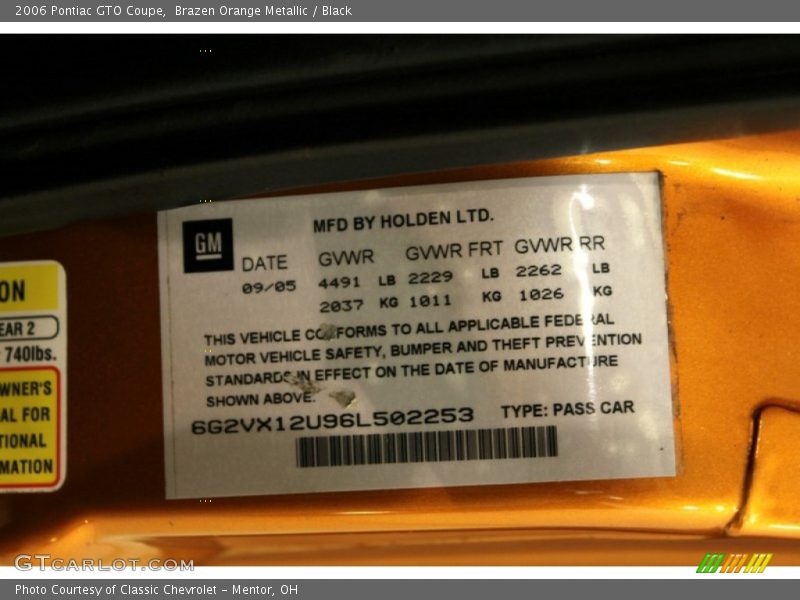 2006 Pontiac GTO Coupe, Brazen Orange Metallic / Black
MFD BY HOLDEN LTD.
GM
DATE GVWR GVWR FRT GVWR RR
09/05 4491 LB 2229 LB 2262 LB
2037 KG 1011 KG 1026 KG
THIS VEHICLE CONFORMS TO ALL APPLICABLE FEDERAL
MOTOR VEHICLE SAFETY, BUMPER AND THEFT PREVENTION
STANDARDS IN EFFECT ON THE DATE OF MANUFACTURE
SHOWN ABOVE.
6G2VX12U96L502253 TYPE: PASS CAR
ON
EAR 2
740lbs.
WNER'S
AL FOR
TIONAL
MATION
GTCARLOT.COM
Photo Courtesy of Classic Chevrolet - Mentor, OH